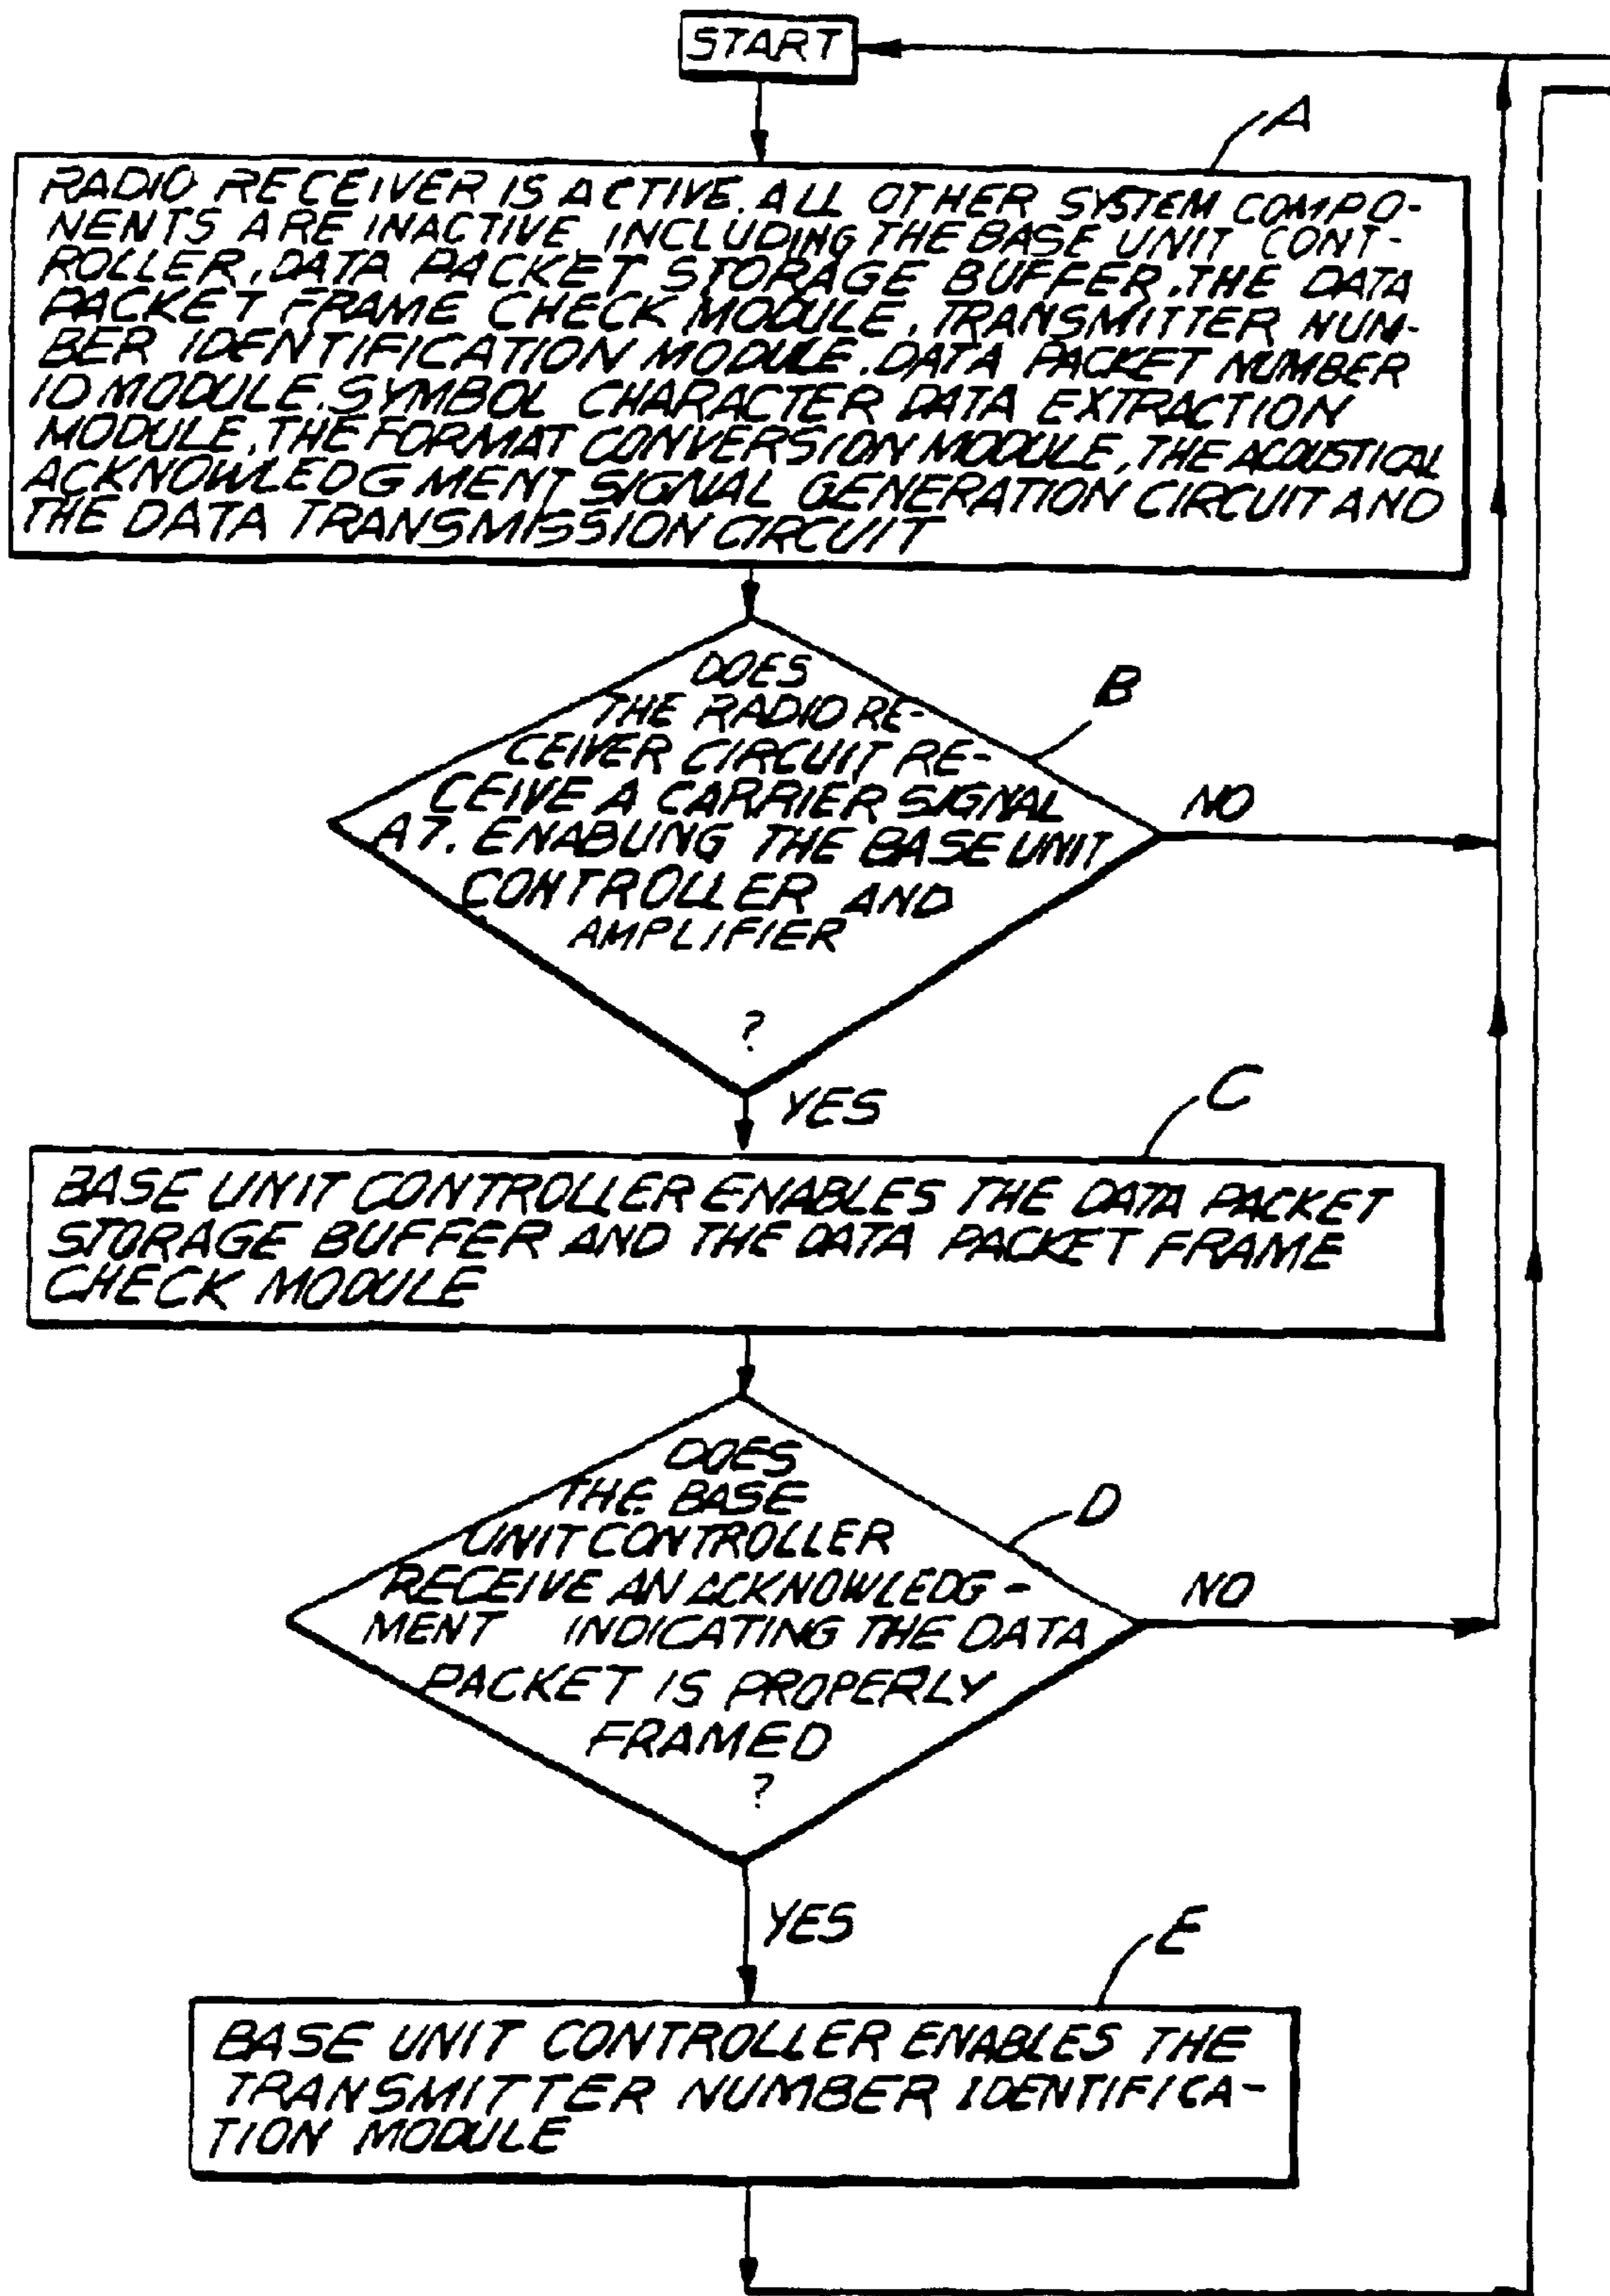 START
A
RADIO RECEIVER IS ACTIVE. ALL OTHER SYSTEM COMPO-
NENTS ARE INACTIVE, INCLUDING THE BASE UNIT CONT-
ROLLER, DATA PACKET STORAGE BUFFER, THE DATA
PACKET FRAME CHECK MODULE, TRANSMITTER NUM-
BER IDENTIFICATION MODULE, DATA PACKET NUMBER
ID MODULE, SYMBOL CHARACTER DATA EXTRACTION
MODULE, THE FORMAT CONVERSION MODULE, THE ACOUSTICAL
ACKNOWLEDGMENT SIGNAL GENERATION CIRCUIT AND
THE DATA TRANSMISSION CIRCUIT
B
DOES
THE RADIO RE-
CEIVER CIRCUIT RE-
CEIVE A CARRIER SIGNAL
A7. ENABLING THE BASE UNIT
CONTROLLER AND
AMPLIFIER
?
NO
YES
C
BASE UNIT CONTROLLER ENABLES THE DATA PACKET
STORAGE BUFFER AND THE DATA PACKET FRAME
CHECK MODULE
D
DOES
THE BASE
UNIT CONTROLLER
RECEIVE AN ACKNOWLEDG-
MENT INDICATING THE DATA
PACKET IS PROPERLY
FRAMED
?
NO
YES
E
BASE UNIT CONTROLLER ENABLES THE
TRANSMITTER NUMBER IDENTIFICA-
TION MODULE